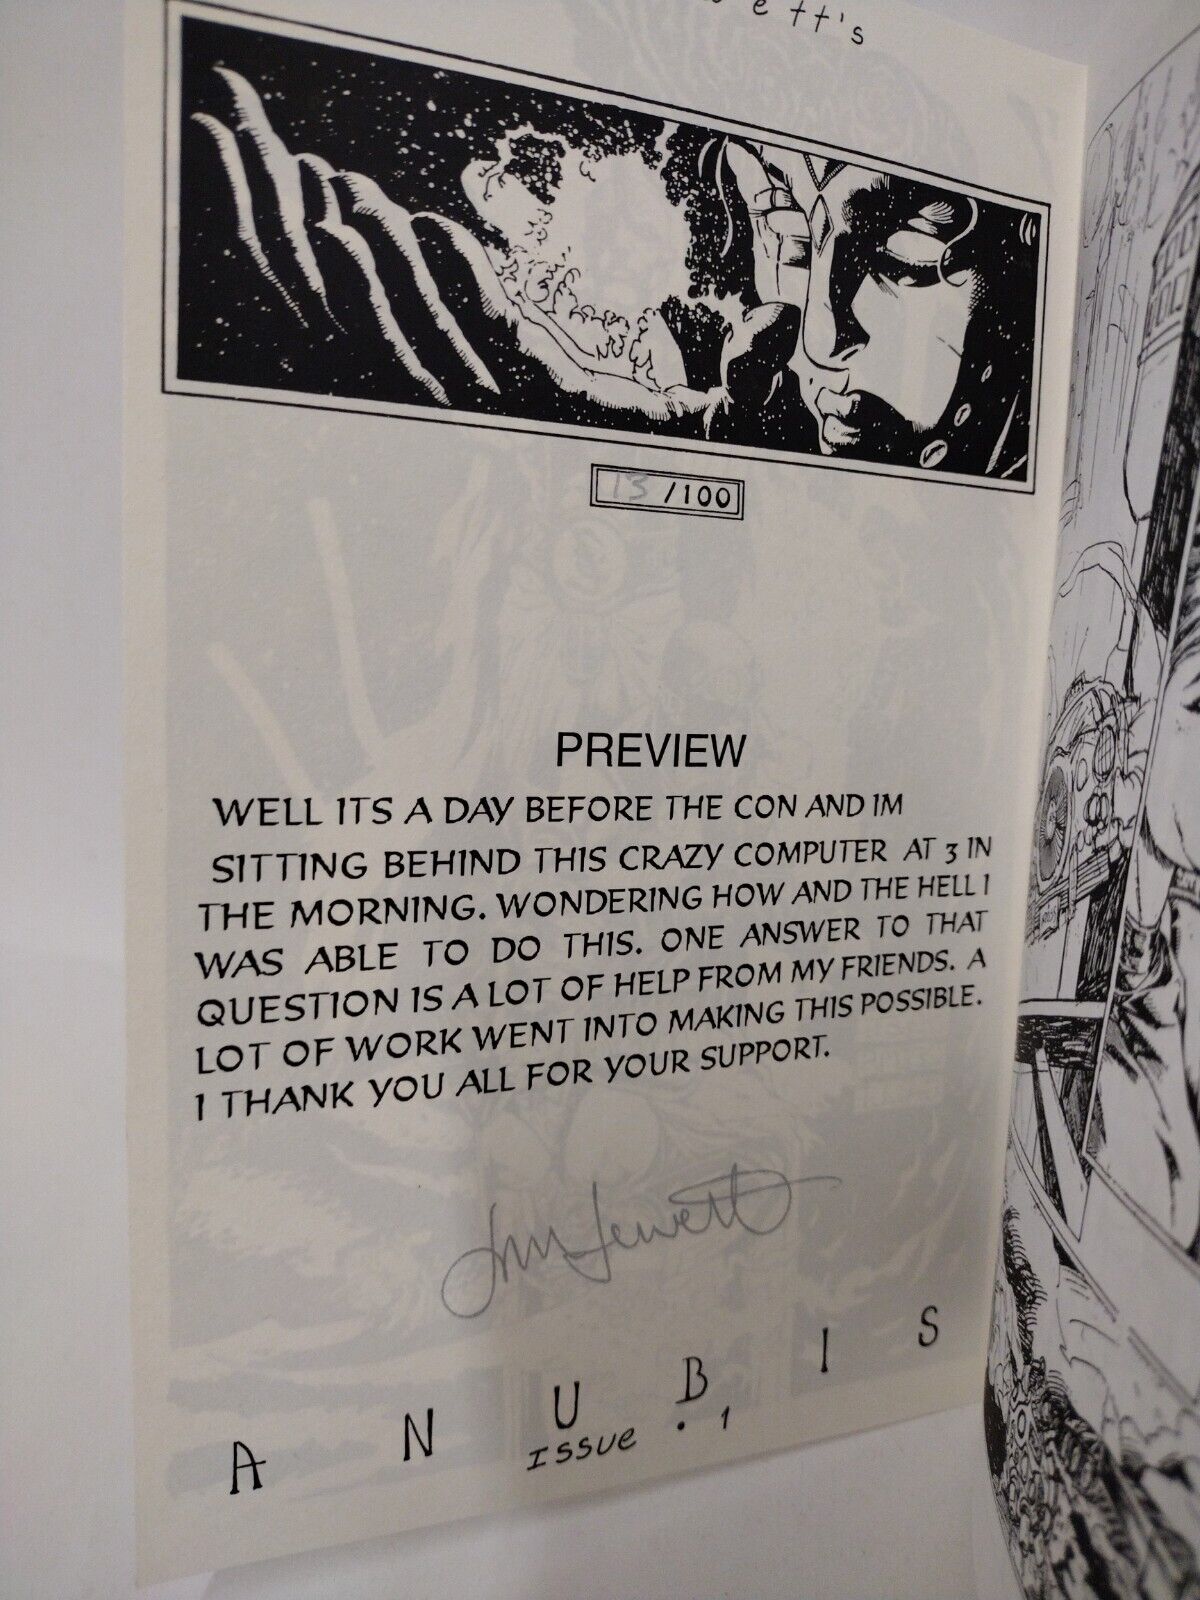 ett's
13 /100
PREVIEW
WELL ITS A DAY BEFORE THE CON AND IM
SITTING BEHIND THIS CRAZY COMPUTER AT 3 IN
THE MORNING. WONDERING HOW AND THE HELL I
WAS ABLE TO DO THIS. ONE ANSWER TO THAT
QUESTION IS A LOT OF HELP FROM MY FRIENDS. A
LOT OF WORK WENT INTO MAKING THIS POSSIBLE.
I THANK YOU ALL FOR YOUR SUPPORT.
Jewett
ANUBIS
ISSUE . 1